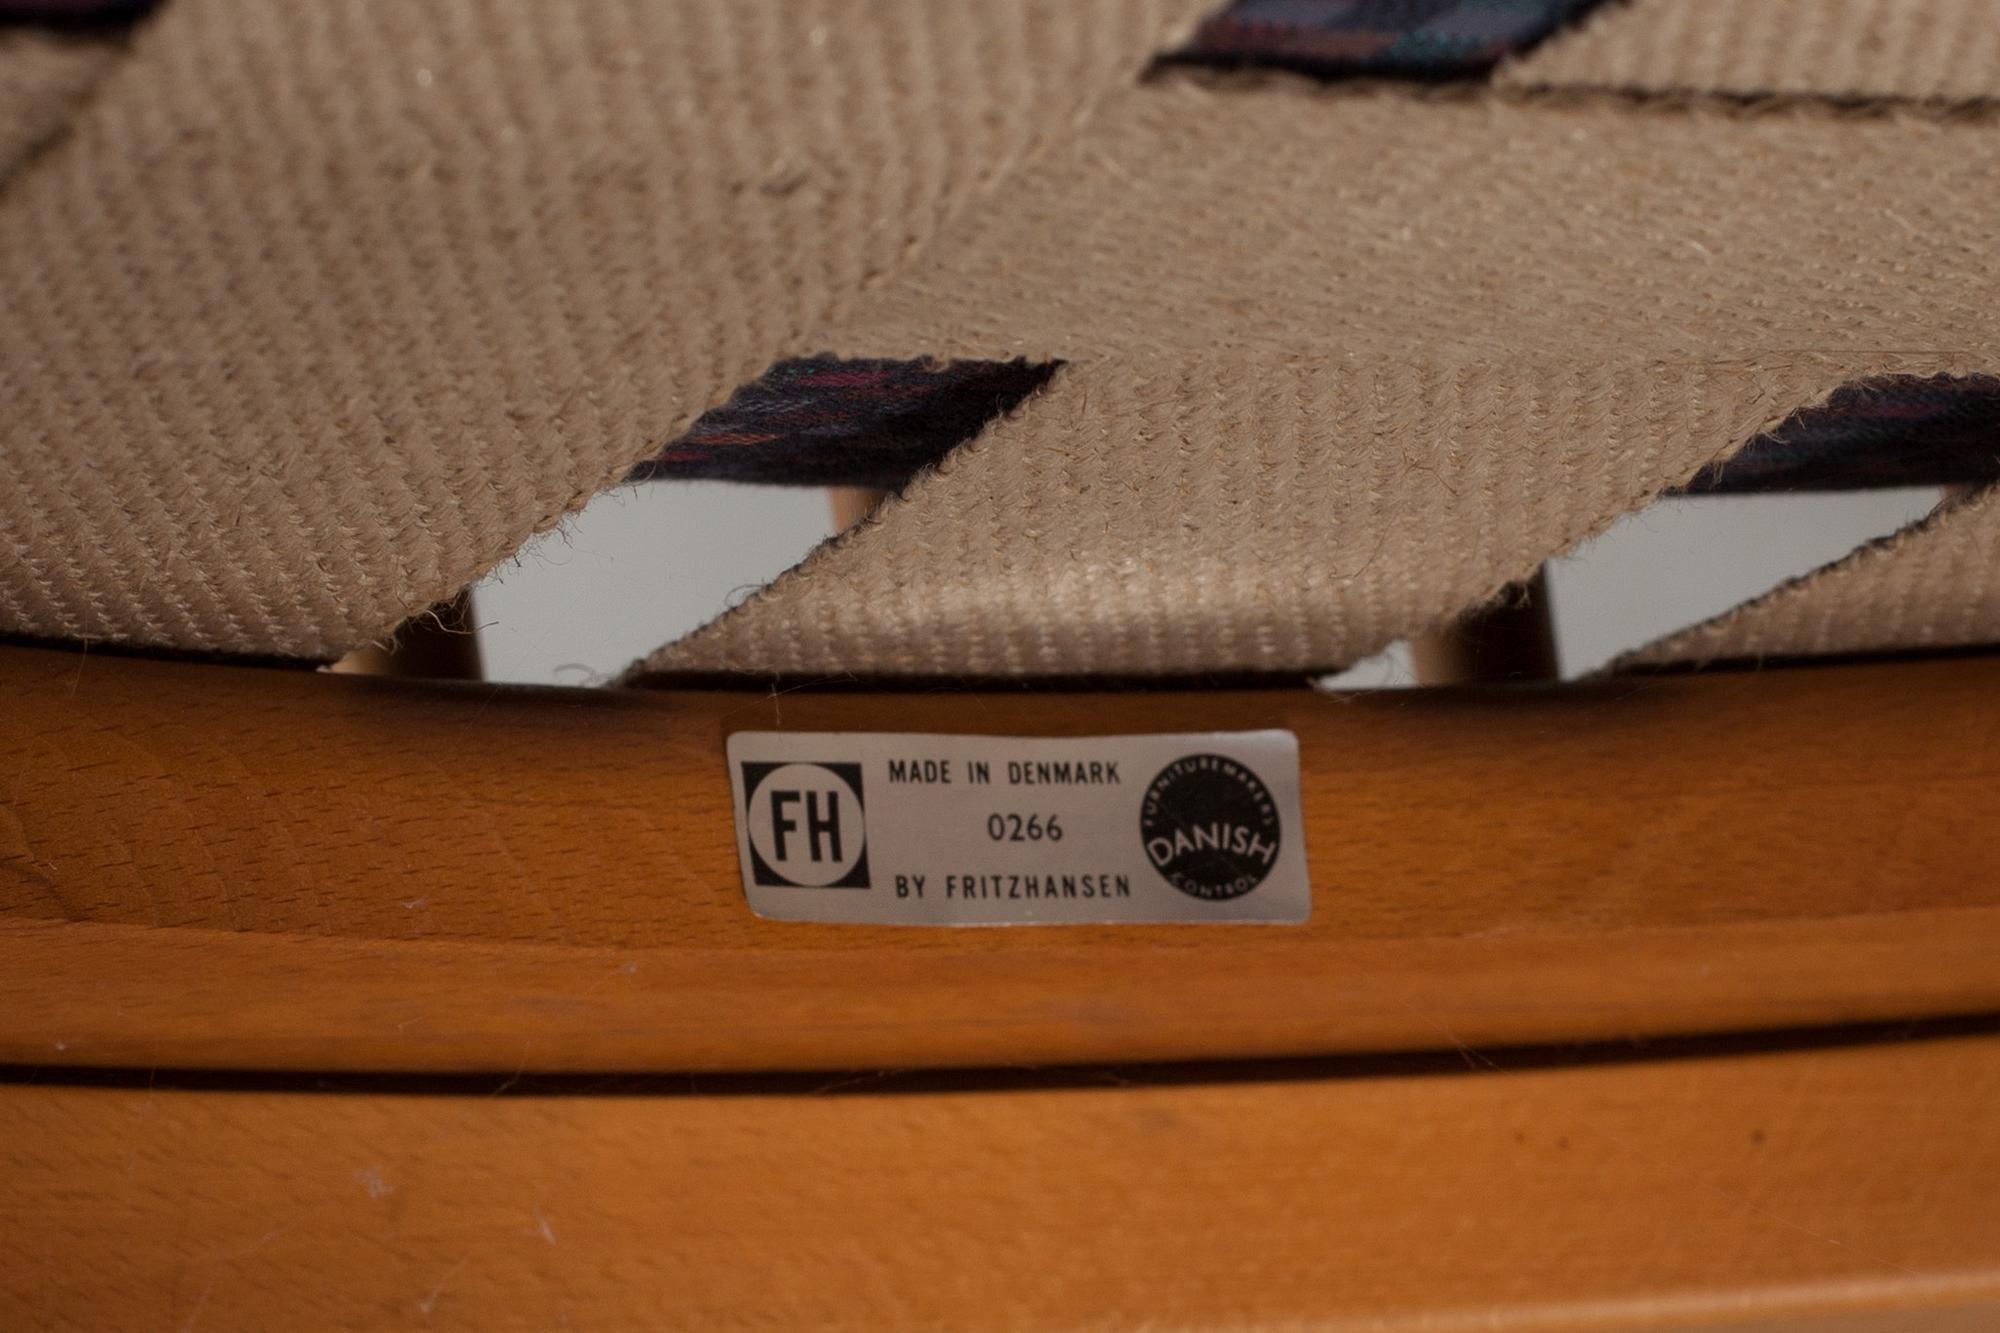 FH
MADE IN DENMARK
0266
BY FRITZHANSEN
FURNITUREMAKERS
DANISH
CONTROL